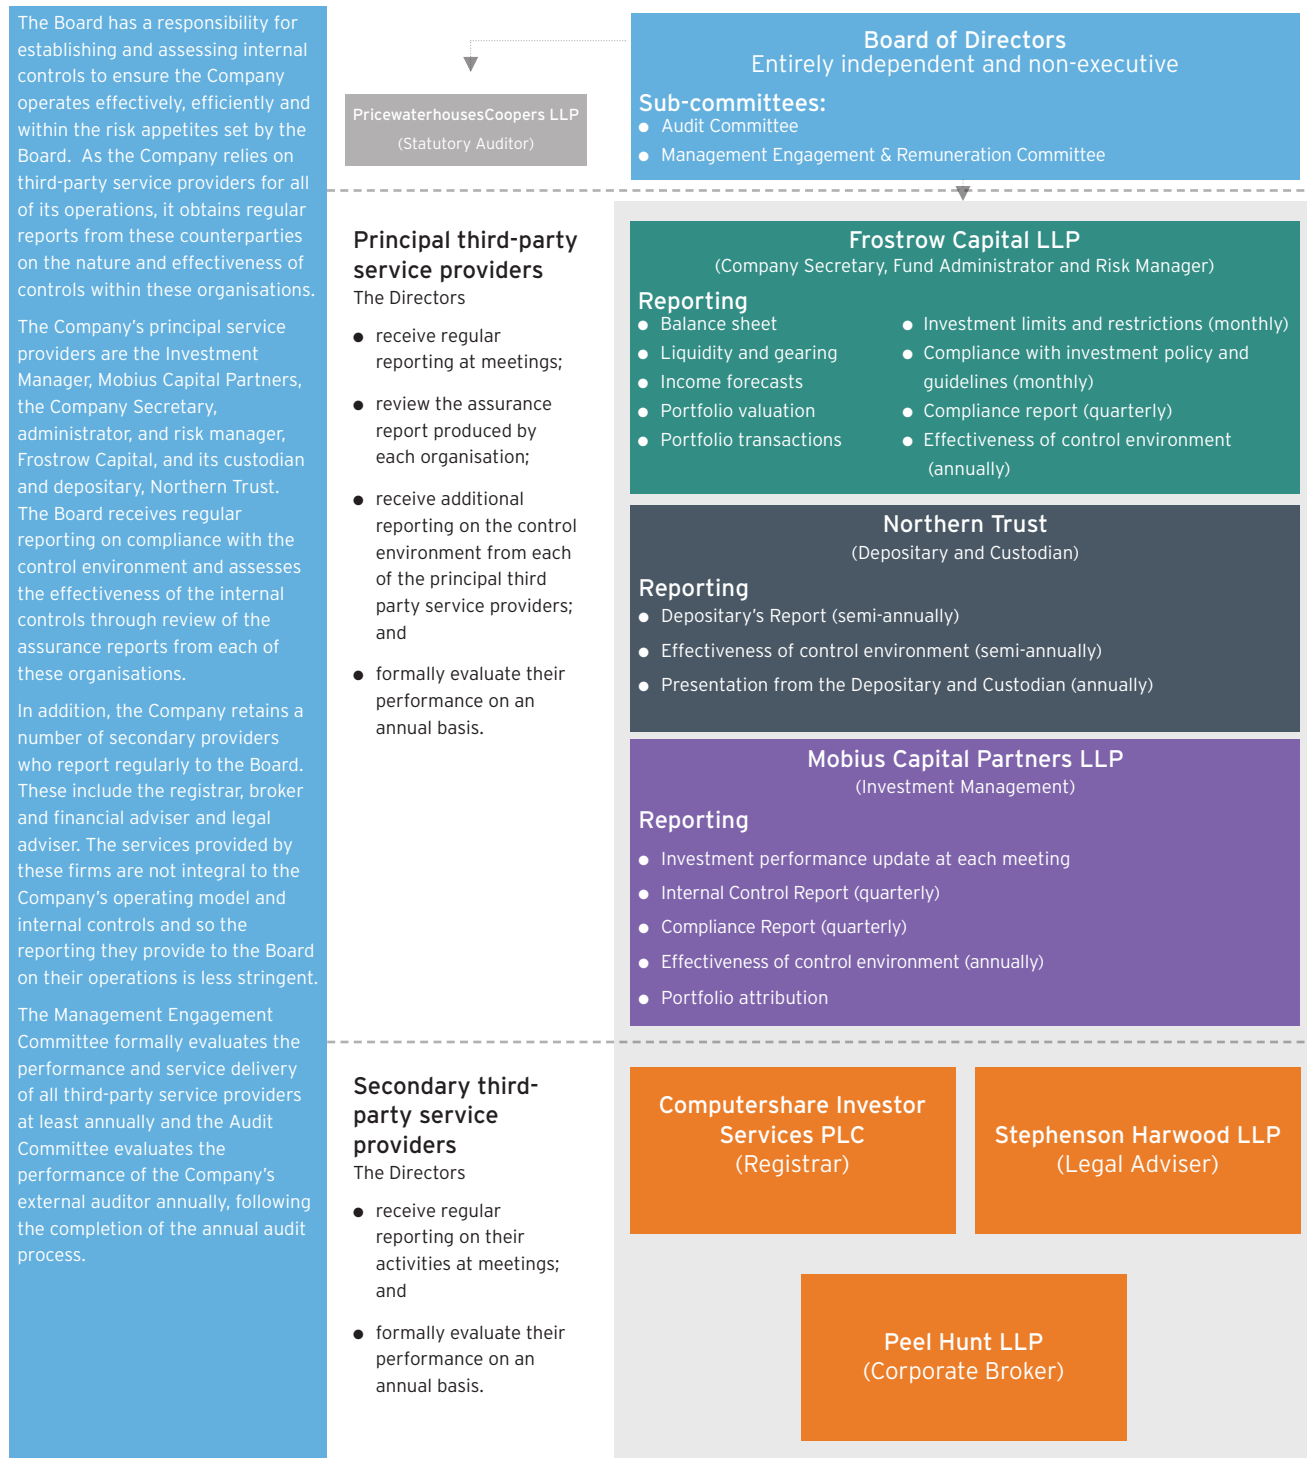 The Board has a responsibility for
establishing and assessing internal
controls to ensure the Company
operates effectively, efficiently and
within the risk appetites set by the
Board. As the Company relies on
third-party service providers for all
of its operations, it obtains regular
reports from these counterparties
on the nature and effectiveness of
controls within these organisations.
The Company's principal service
providers are the Investment
Manager, Mobius Capital Partners,
the Company Secretary,
administrator, and risk manager,
Frostrow Capital, and its custodian
and depositary, Northern Trust.
The Board receives regular
reporting on compliance with the
control environment and assesses
the effectiveness of the internal
controls through review of the
assurance reports from each of
these organisations.
In addition, the Company retains a
number of secondary providers
who report regularly to the Board.
These include the registrar, broker
and financial adviser and legal
adviser. The services provided by
these firms are not integral to the
Company's operating model and
internal controls and so the
reporting they provide to the Board
on their operations is less stringent.
The Management Engagement
Committee formally evaluates the
performance and service delivery
of all third-party service providers
at least annually and the Audit
Committee evaluates the
performance of the Company's
external auditor annually, following
the completion of the annual audit
process.
PricewaterhousesCoopers LLP
(Statutory Auditor)
Board of Directors
Entirely independent and non-executive
Sub-committees:
● Audit Committee
● Management Engagement & Remuneration Committee
Principal third-party
service providers
The Directors
● receive regular
reporting at meetings;
● review the assurance
report produced by
each organisation;
● receive additional
reporting on the control
environment from each
of the principal third
party service providers;
and
● formally evaluate their
performance on an
annual basis.
Frostrow Capital LLP
(Company Secretary, Fund Administrator and Risk Manager)
Reporting
● Balance sheet
● Liquidity and gearing
● Income forecasts
● Portfolio valuation
● Portfolio transactions
● Investment limits and restrictions (monthly)
● Compliance with investment policy and
guidelines (monthly)
● Compliance report (quarterly)
● Effectiveness of control environment
(annually)
Northern Trust
(Depositary and Custodian)
Reporting
● Depositary's Report (semi-annually)
● Effectiveness of control environment (semi-annually)
● Presentation from the Depositary and Custodian (annually)
Mobius Capital Partners LLP
(Investment Management)
Reporting
● Investment performance update at each meeting
● Internal Control Report (quarterly)
● Compliance Report (quarterly)
● Effectiveness of control environment (annually)
● Portfolio attribution
Secondary third-
party service
providers
The Directors
● receive regular
reporting on their
activities at meetings;
and
● formally evaluate their
performance on an
annual basis.
Computershare Investor
Services PLC
(Registrar)
Stephenson Harwood LLP
(Legal Adviser)
Peel Hunt LLP
(Corporate Broker)